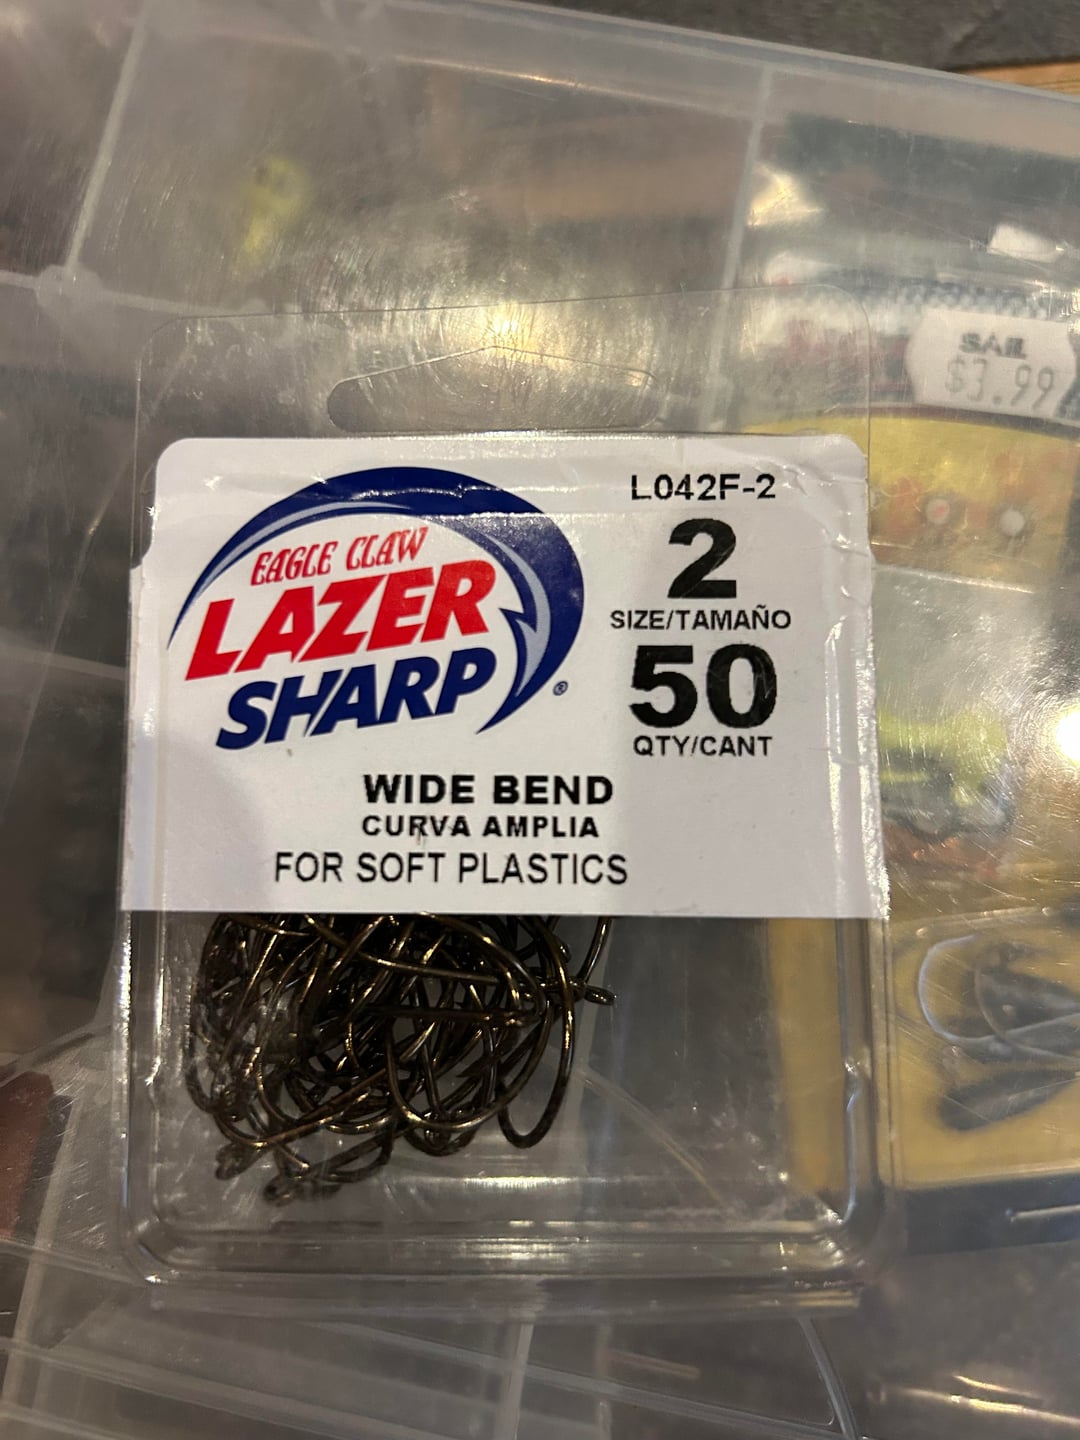 EAGLE CLAW
LAZER
SHARP®
L042F-2
2
SIZE/TAMAÑO
50
QTY/CANT
WIDE BEND
CURVA AMPLIA
FOR SOFT PLASTICS
SAIL
$3.99